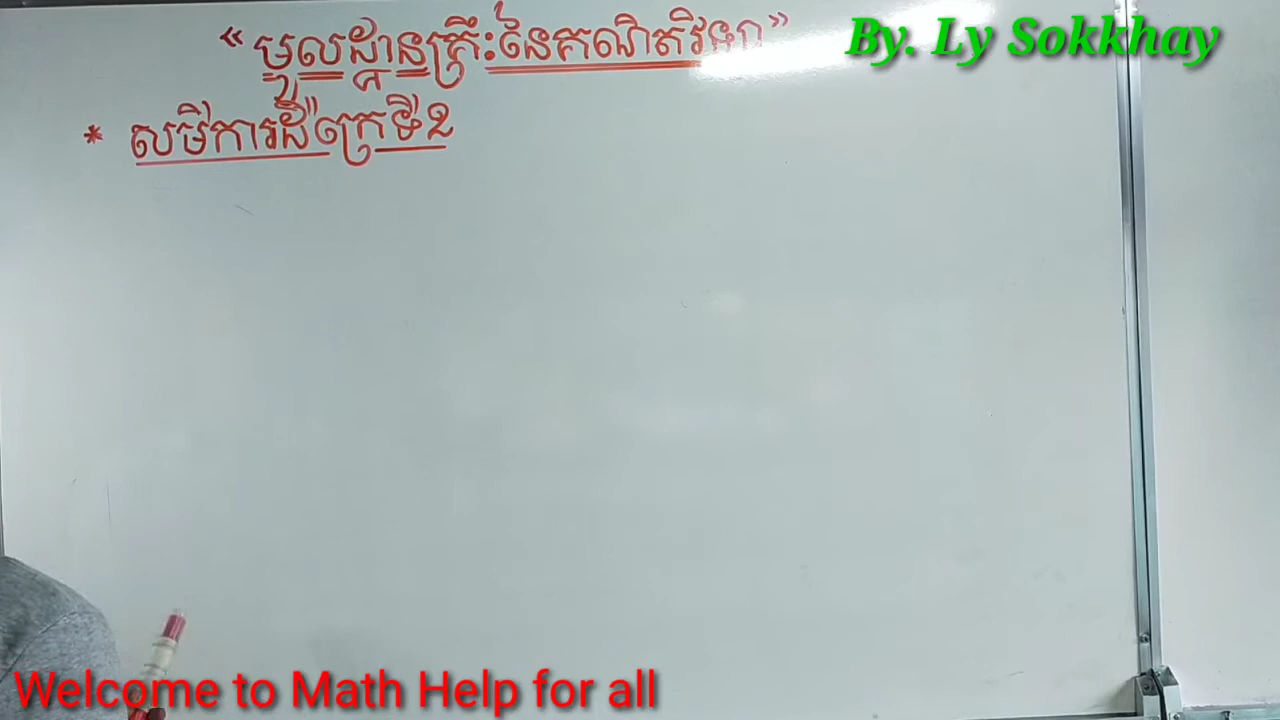 « មូលដ្ឋានគ្រឹះនៃគណិតវិទ្យា »
By. Ly Sokkhay
* សមីការដឺក្រេទី២
Welcome to Math Help for all